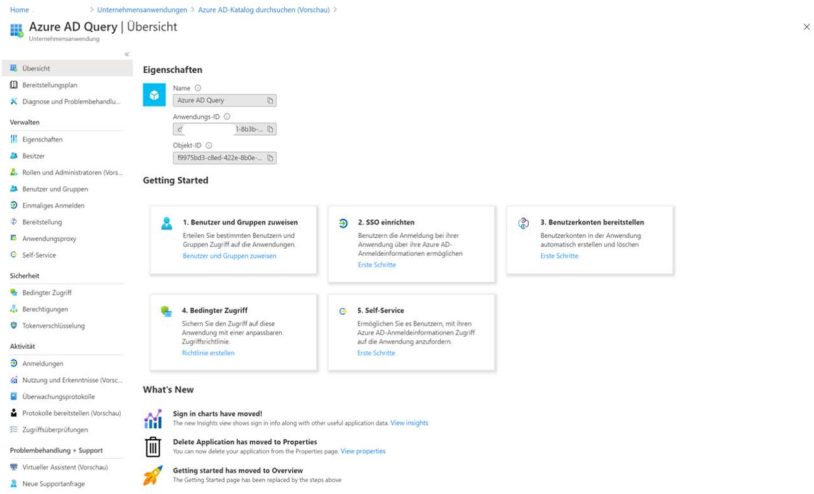 Home > Unternehmensanwendungen > Azure AD-Katalog durchsuchen (Vorschau) >
Azure AD Query | Übersicht
Unternehmensanwendung
Übersicht
Bereitstellungsplan
Diagnose und Problembehandlu...
Verwalten
Eigenschaften
Besitzer
Rollen und Administratoren (Vors...
Benutzer und Gruppen
Einmaliges Anmelden
Bereitstellung
Anwendungsproxy
Self-Service
Sicherheit
Bedingter Zugriff
Berechtigungen
Tokenverschlüsselung
Aktivität
Anmeldungen
Nutzung und Erkenntnisse (Vorsc...
Überwachungsprotokolle
Protokolle bereitstellen (Vorschau)
Zugriffsüberprüfungen
Problembehandlung + Support
Virtueller Assistent (Vorschau)
Neue Supportanfrage
Eigenschaften
Name
Azure AD Query
Anwendungs-ID
-8b3b-...
Objekt-ID
f9975bd3-c8ed-422e-8b0e-...
Getting Started
1. Benutzer und Gruppen zuweisen
Erteilen Sie bestimmten Benutzern und
Gruppen Zugriff auf die Anwendungen.
Benutzer und Gruppen zuweisen
2. SSO einrichten
Benutzern die Anmeldung bei ihrer
Anwendung über ihre Azure AD-
Anmeldeinformationen ermöglichen
Erste Schritte
3. Benutzerkonten bereitstellen
Benutzerkonten in der Anwendung
automatisch erstellen und löschen
Erste Schritte
4. Bedingter Zugriff
Sichern Sie den Zugriff auf diese
Anwendung mit einer anpassbaren
Zugriffsrichtlinie.
Richtlinie erstellen
5. Self-Service
Ermöglichen Sie es Benutzern, mit ihren
Azure AD-Anmeldeinformationen Zugriff
auf die Anwendung anzufordern.
Erste Schritte
What's New
Sign in charts have moved!
The new Insights view shows sign in info along with other useful application data. View insights
Delete Application has moved to Properties
You can now delete your application from the Properties page. View properties
Getting started has moved to Overview
The Getting Started page has been replaced by the steps above